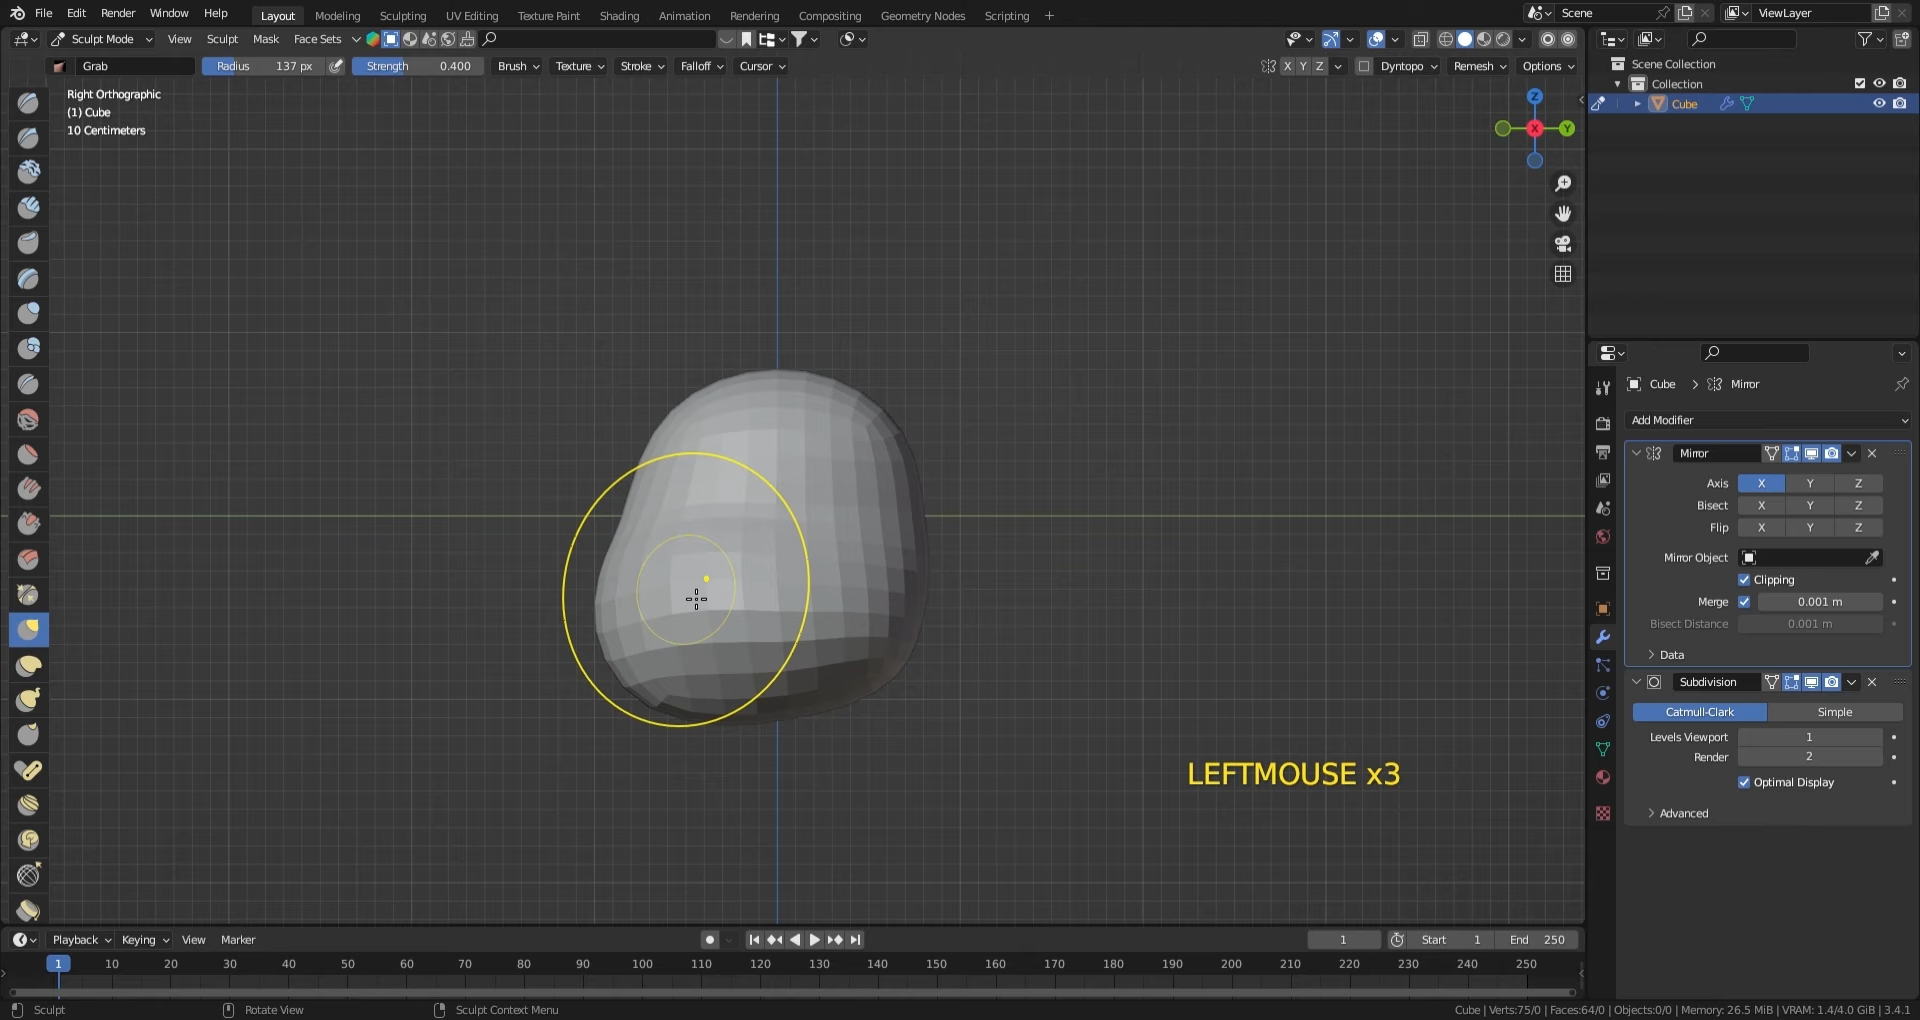 File Edit Render Window Help Layout Modeling Sculpting UV Editing Texture Paint Shading Animation Rendering Compositing Geometry Nodes Scripting + Scene ViewLayer
Sculpt Mode View Sculpt Mask Face Sets
Grab Radius 137 px Strength 0.400 Brush Texture Stroke Falloff Cursor X Y Z Dyntopo Remesh Options
Right Orthographic
(1) Cube
10 Centimeters
Z
X
Y
Scene Collection
Collection
Cube
Cube > Mirror
Add Modifier
Mirror
Axis X Y Z
Bisect X Y Z
Flip X Y Z
Mirror Object
Clipping
Merge 0.001 m
Bisect Distance 0.001 m
Data
Subdivision
Catmull-Clark Simple
Levels Viewport 1
Render 2
Optimal Display
Advanced
LEFTMOUSE x3
Playback Keying View Marker 1 Start 1 End 250
1 10 20 30 40 50 60 70 80 90 100 110 120 130 140 150 160 170 180 190 200 210 220 230 240 250
Sculpt Rotate View Sculpt Context Menu Cube | Verts:75/0 | Faces:64/0 | Objects:0/0 | Memory: 26.5 MiB | VRAM: 1.4/4.0 GiB | 3.4.1